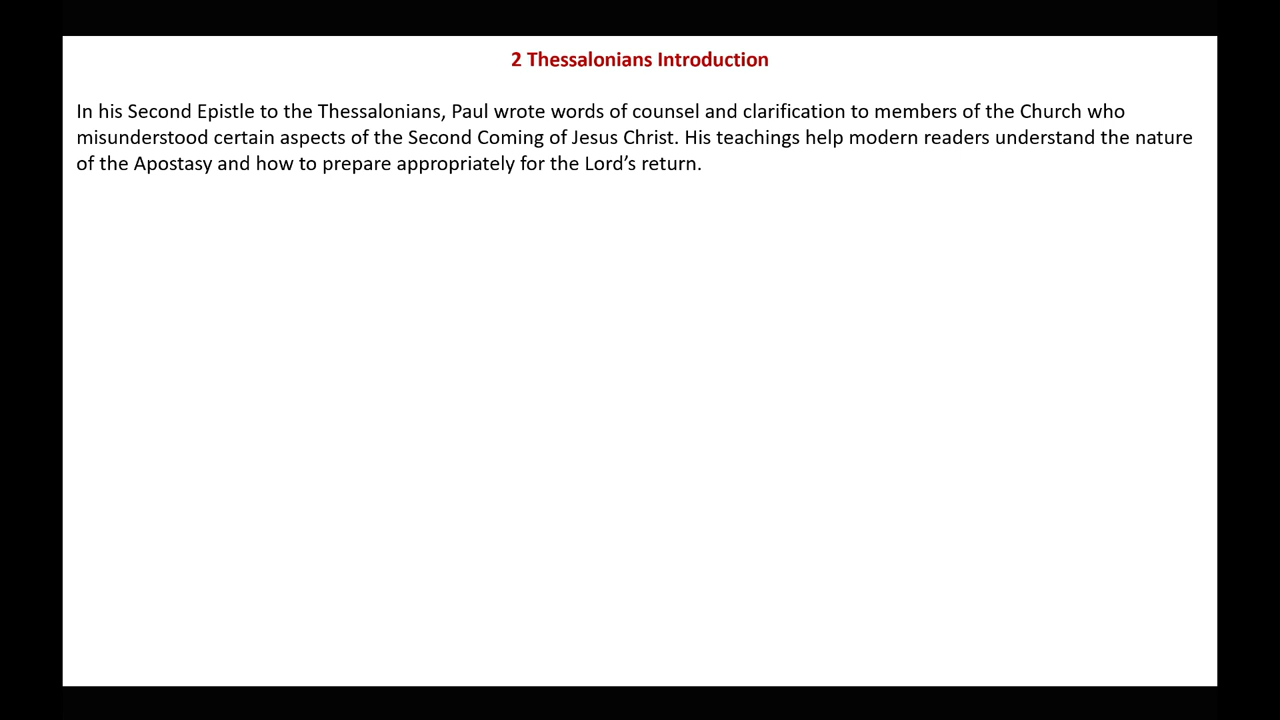 2 Thessalonians Introduction
In his Second Epistle to the Thessalonians, Paul wrote words of counsel and clarification to members of the Church who
misunderstood certain aspects of the Second Coming of Jesus Christ. His teachings help modern readers understand the nature
of the Apostasy and how to prepare appropriately for the Lord’s return.